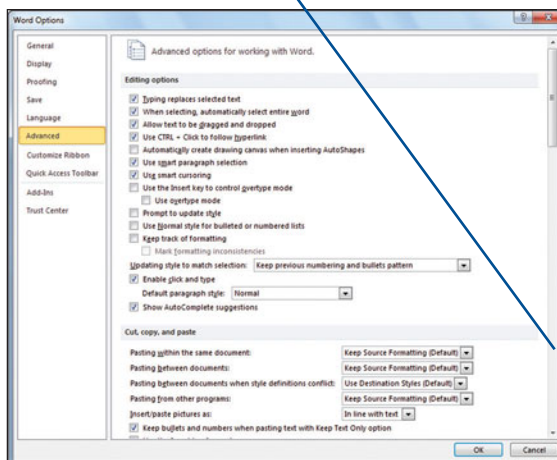 Word Options
General
Display
Proofing
Save
Language
Advanced
Customize Ribbon
Quick Access Toolbar
Add-Ins
Trust Center
Advanced options for working with Word.
Editing options
Typing replaces selected text
When selecting, automatically select entire word
Allow text to be dragged and dropped
Use CTRL + Click to follow hyperlink
Automatically create drawing canvas when inserting AutoShapes
Use smart paragraph selection
Use smart cursoring
Use the Insert key to control overtype mode
Use overtype mode
Prompt to update style
Use Normal style for bulleted or numbered lists
Keep track of formatting
Mark formatting inconsistencies
Updating style to match selection: Keep previous numbering and bullets pattern
Enable click and type
Default paragraph style: Normal
Show AutoComplete suggestions
Cut, copy, and paste
Pasting within the same document: Keep Source Formatting (Default)
Pasting between documents: Keep Source Formatting (Default)
Pasting between documents when style definitions conflict: Use Destination Styles (Default)
Pasting from other programs: Keep Source Formatting (Default)
Insert/paste pictures as: In line with text
Keep bullets and numbers when pasting text with Keep Text Only option
OK Cancel